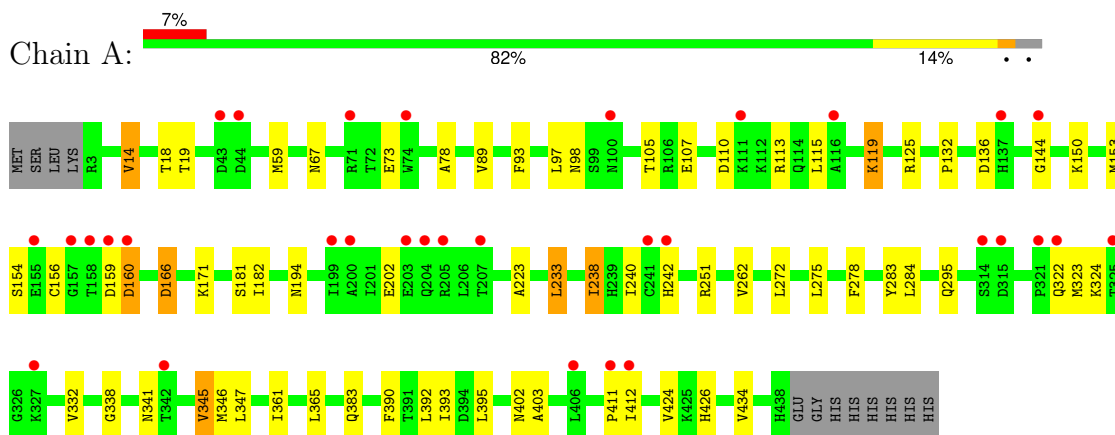 7%
Chain A:
82% 14% • •
MET SER LEU LYS R3 V14 T18 T19 D43 D44 M59 N67 R71 T72 E73 W74 A78 V89 F93 L97 N98 S99 N100 T105 R106 E107 D110 K111 K112 R113 Q114 L115 A116 K119 R125 P132 D136 H137 G144 K150 M153
S154 E155 C156 G157 T158 D159 D160 D166 K171 S181 I182 N194 I199 A200 I201 E202 E203 Q204 R205 L206 T207 A223 L233 I238 H239 I240 C241 H242 R251 V262 L272 L275 F278 Y283 L284 Q295 S314 D315 P321 Q322 M323 K324 T325
G326 K327 V332 G338 N341 T342 V345 M346 L347 I361 L365 Q383 F390 T391 L392 I393 D394 L395 N402 A403 L406 P411 I412 V424 K425 H426 V434 H438 GLU GLY HIS HIS HIS HIS HIS HIS